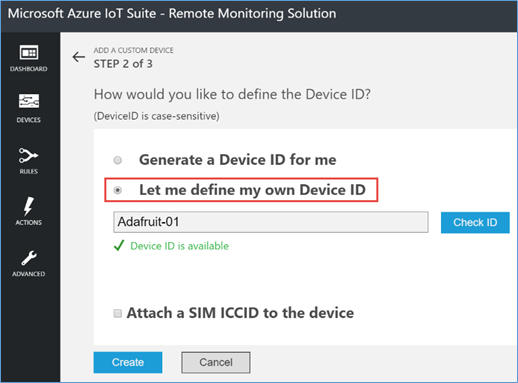 Microsoft Azure IoT Suite - Remote Monitoring Solution
DASHBOARD
DEVICES
RULES
ACTIONS
ADVANCED
ADD A CUSTOM DEVICE
STEP 2 of 3
How would you like to define the Device ID?
(DeviceID is case-sensitive)
Generate a Device ID for me
Let me define my own Device ID
Adafruit-01
Check ID
Device ID is available
Attach a SIM ICCID to the device
Create
Cancel